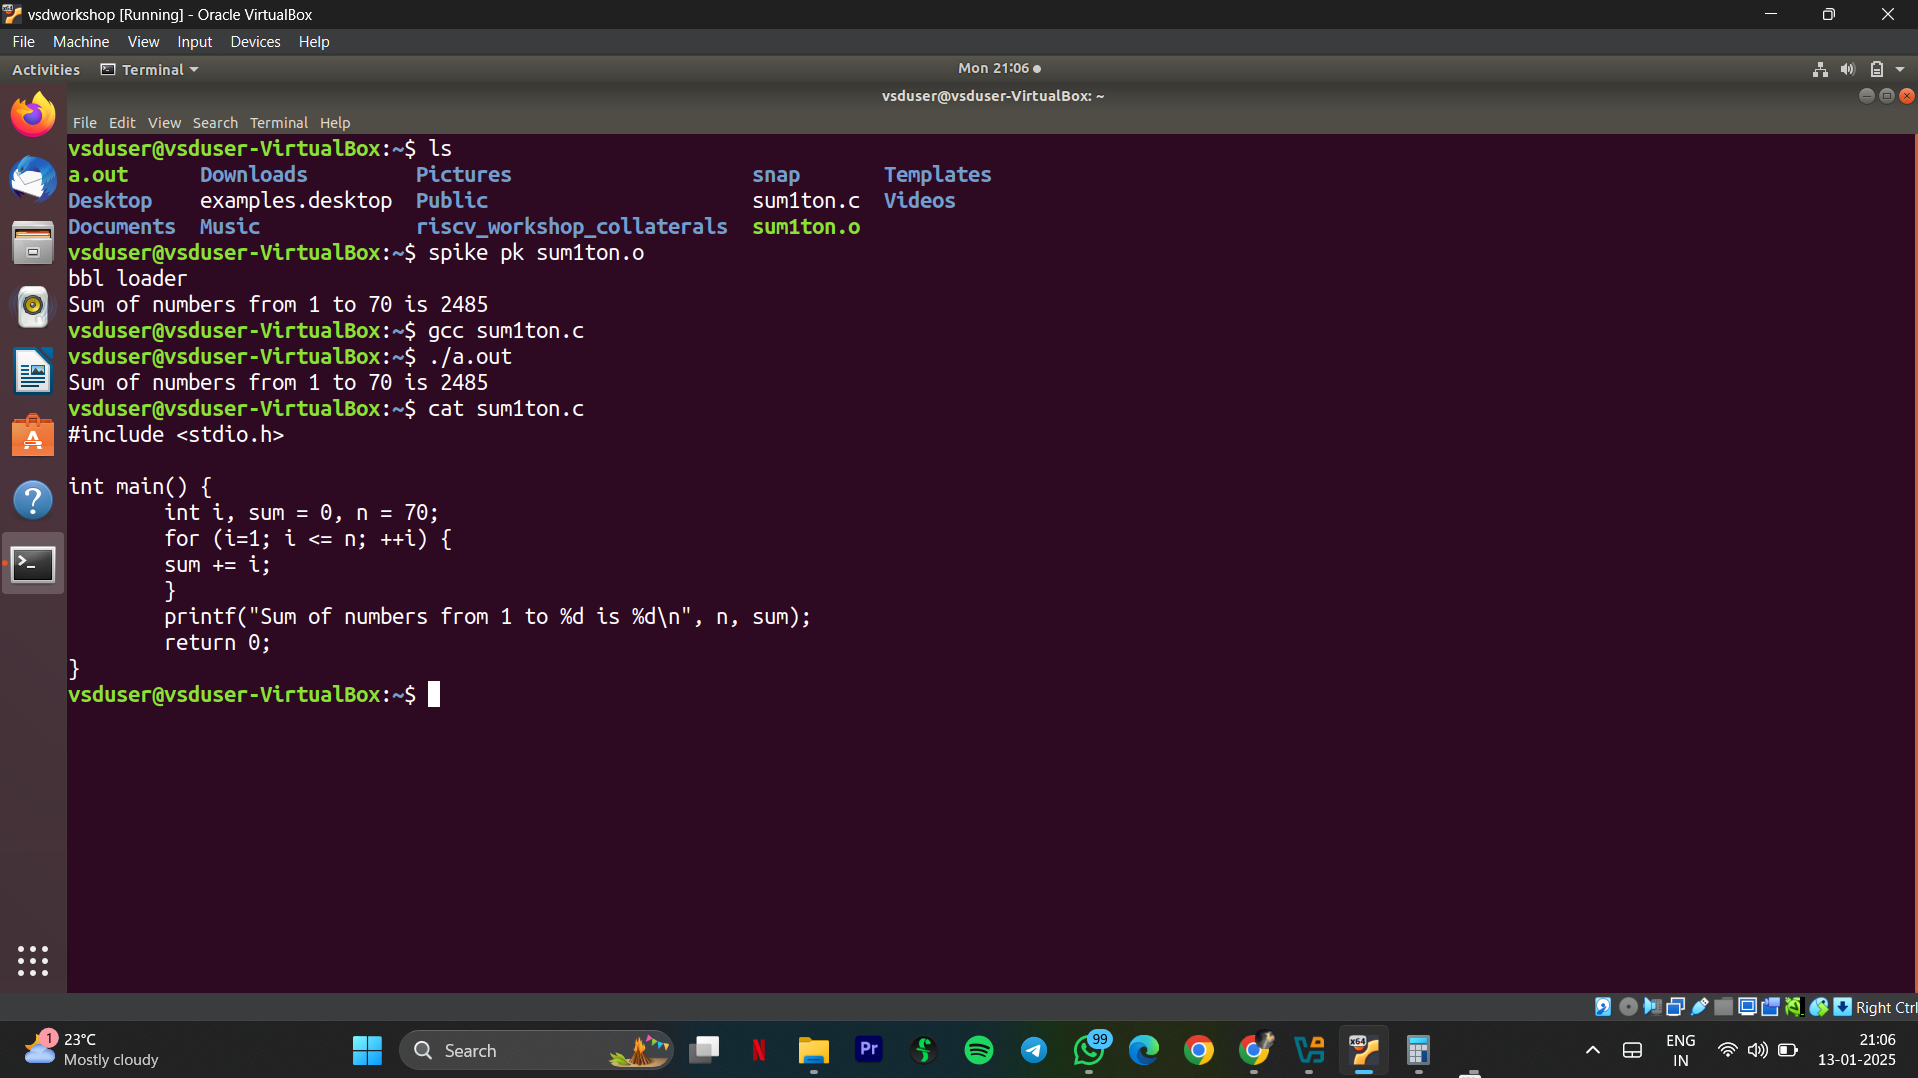 vsdworkshop [Running] - Oracle VirtualBox
File Machine View Input Devices Help
Activities Terminal Mon 21:06
vsduser@vsduser-VirtualBox: ~
File Edit View Search Terminal Help
vsduser@vsduser-VirtualBox:~$ ls
a.out Downloads Pictures snap Templates
Desktop examples.desktop Public sum1ton.c Videos
Documents Music riscv_workshop_collaterals sum1ton.o
vsduser@vsduser-VirtualBox:~$ spike pk sum1ton.o
bbl loader
Sum of numbers from 1 to 70 is 2485
vsduser@vsduser-VirtualBox:~$ gcc sum1ton.c
vsduser@vsduser-VirtualBox:~$ ./a.out
Sum of numbers from 1 to 70 is 2485
vsduser@vsduser-VirtualBox:~$ cat sum1ton.c
#include <stdio.h>
int main() {
int i, sum = 0, n = 70;
for (i=1; i <= n; ++i) {
sum += i;
}
printf("Sum of numbers from 1 to %d is %d\n", n, sum);
return 0;
}
vsduser@vsduser-VirtualBox:~$
Right Ctrl
1 23°C
Mostly cloudy
Search
Pr
99
x64
ENG
IN
21:06
13-01-2025